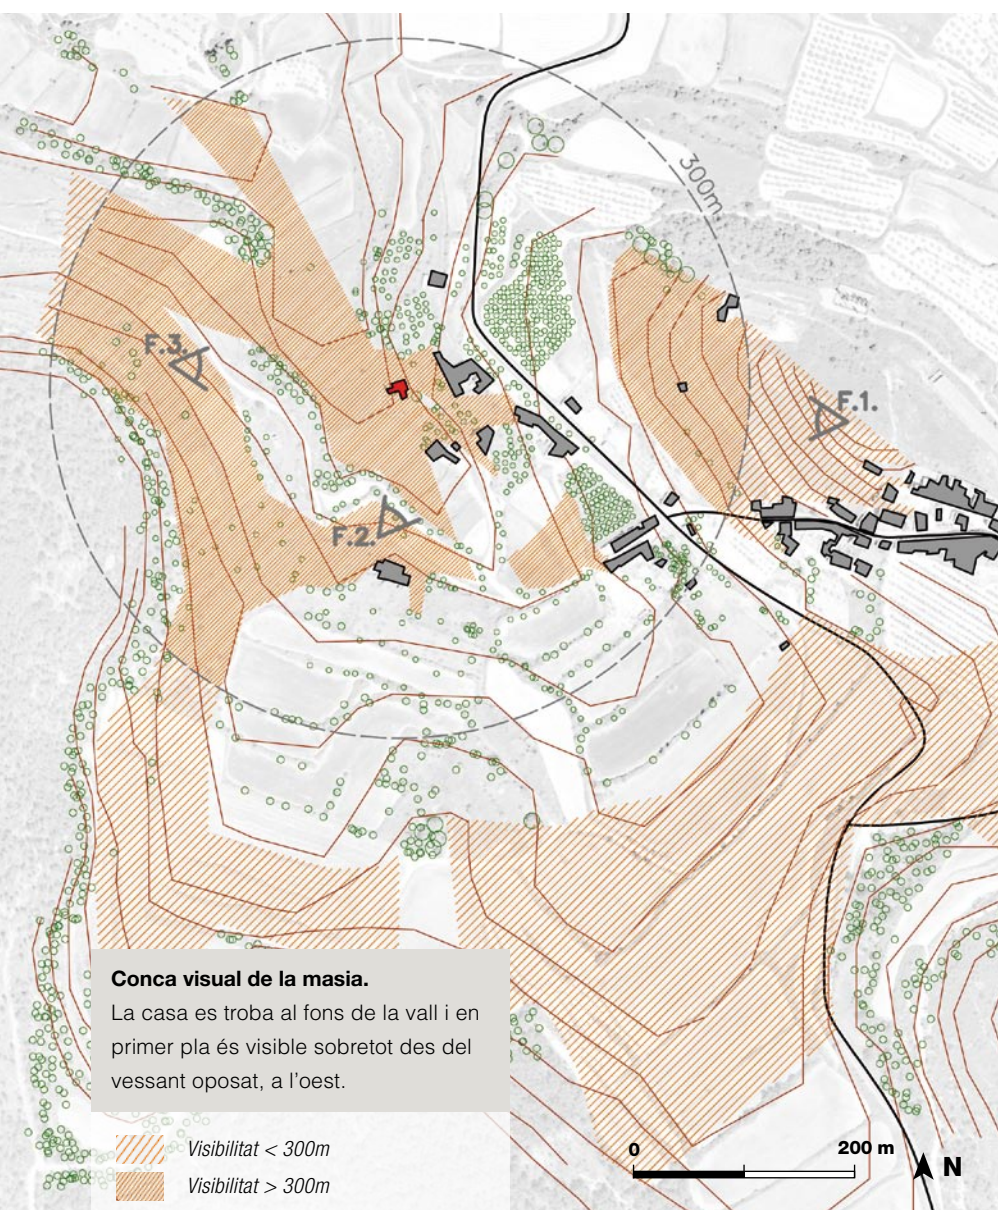 300m.
F.3.
F.1.
F.2.
Conca visual de la masia.
La casa es troba al fons de la vall i en
primer pla és visible sobretot des del
vessant oposat, a l’oest.
Visibilitat < 300m
Visibilitat > 300m
0 200 m
N